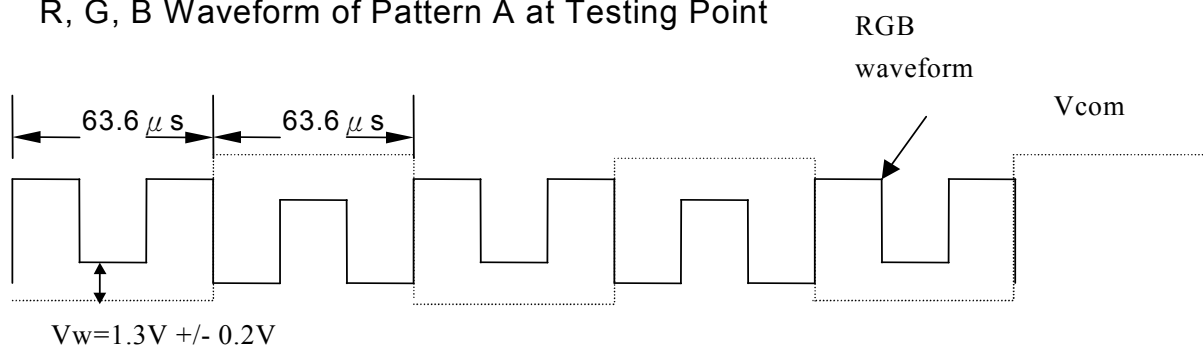 R, G, B Waveform of Pattern A at Testing Point
RGB
waveform
Vcom
63.6 μ s
63.6 μ s
Vw=1.3V +/- 0.2V